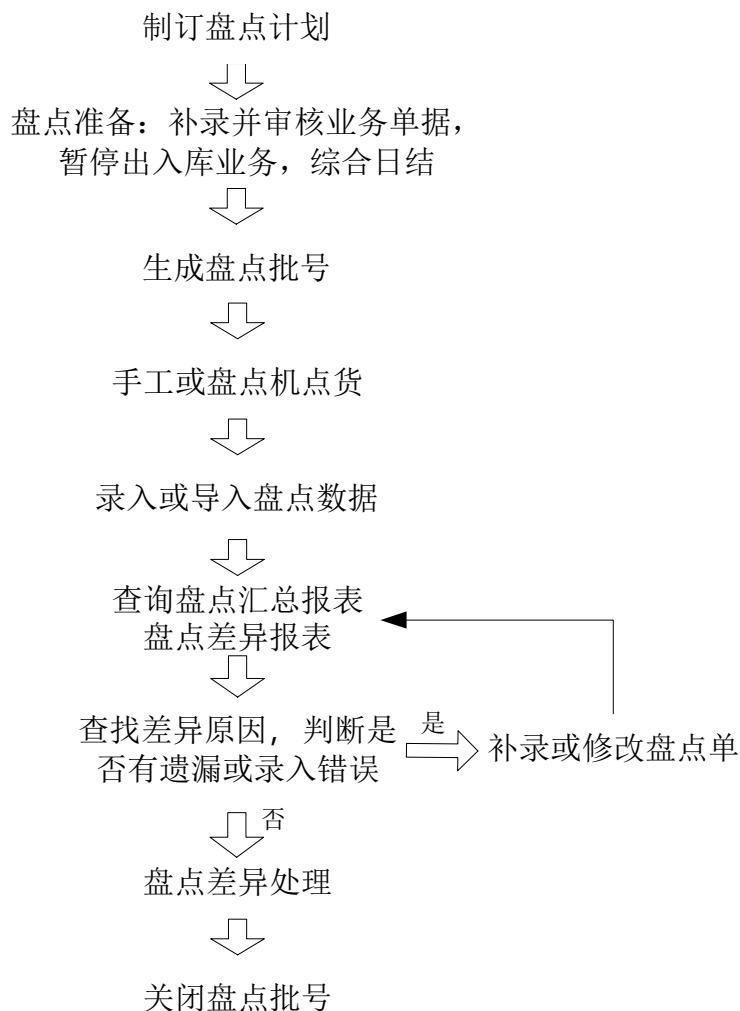 制订盘点计划
盘点准备：补录并审核业务单据，
暂停出入库业务，综合日结
生成盘点批号
手工或盘点机点货
录入或导入盘点数据
查询盘点汇总报表
盘点差异报表
查找差异原因，判断是
否有遗漏或录入错误
是
补录或修改盘点单
否
盘点差异处理
关闭盘点批号